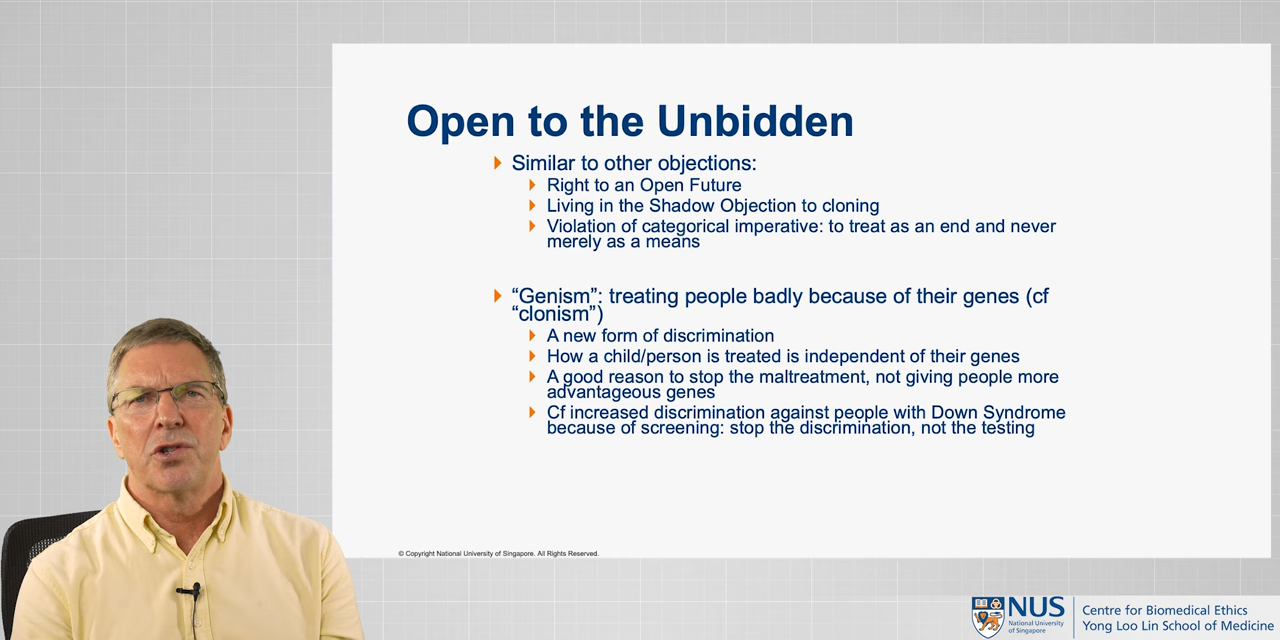 Open to the Unbidden
Similar to other objections:
Right to an Open Future
Living in the Shadow Objection to cloning
Violation of categorical imperative: to treat as an end and never
merely as a means
“Genism”: treating people badly because of their genes (cf
“clonism”)
A new form of discrimination
How a child/person is treated is independent of their genes
A good reason to stop the maltreatment, not giving people more
advantageous genes
Cf increased discrimination against people with Down Syndrome
because of screening: stop the discrimination, not the testing
© Copyright National University of Singapore. All Rights Reserved.
NUS
National University
of Singapore
Centre for Biomedical Ethics
Yong Loo Lin School of Medicine